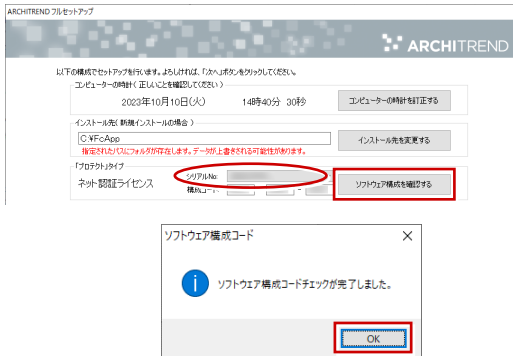 ARCHITREND フルセットアップ
ARCHITREND
以下の構成でセットアップを行います。よろしければ、「次へ」ボタンをクリックしてください。
コンピューターの時計( 正しいことを確認してください )
2023年10月10日(火) 14時40分 30秒 コンピューターの時計を訂正する
インストール先( 新規インストールの場合 )
C:¥FcApp インストール先を変更する
指定されたパスにフォルダが存在します。データが上書きされる可能性があります。
「プロテクト」タイプ
ネット認証ライセンス シリアルNo: ソフトウェア構成を確認する
構成コード: - -
ソフトウェア構成コード
ソフトウエア構成コードチェックが完了しました。
OK